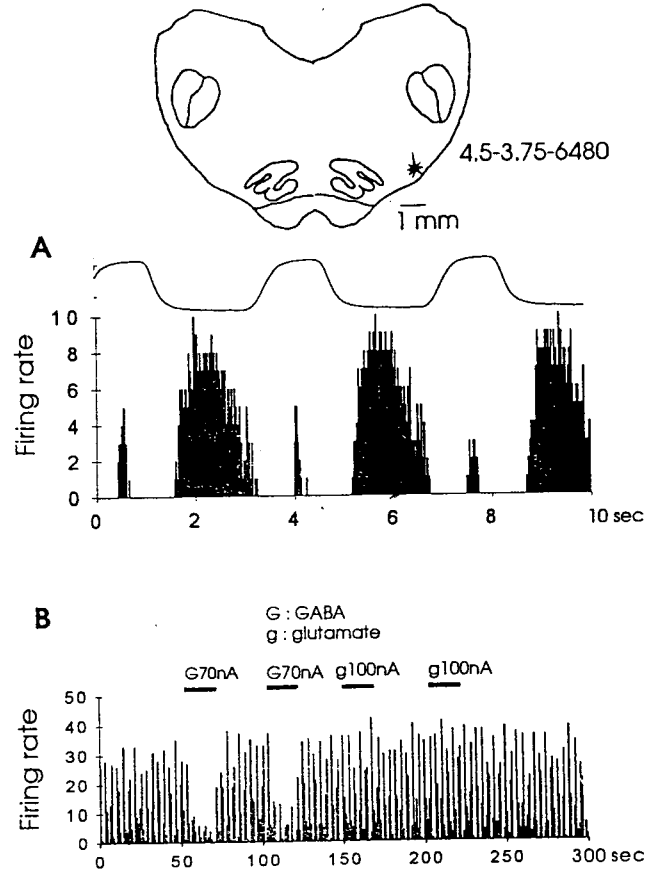 4.5-3.75-6480
1 mm
A
10
8
6
4
2
0
Firing rate
0 2 4 6 8 10 sec
B
G : GABA
g : glutamate
G70nA G70nA g100nA g100nA
50
40
30
20
10
0
Firing rate
0 50 100 150 200 250 300 sec